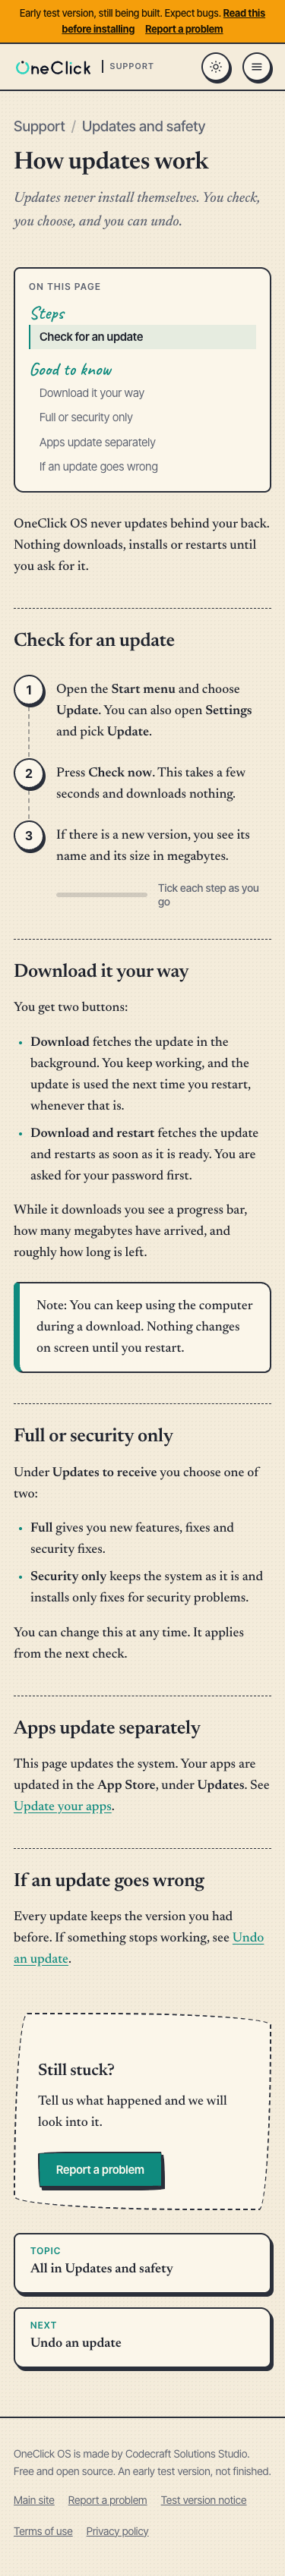 Early test version, still being built. Expect bugs. Read this
before installing Report a problem
OneClick SUPPORT
Support / Updates and safety
How updates work
Updates never install themselves. You check,
you choose, and you can undo.
ON THIS PAGE
Steps
Check for an update
Good to know
Download it your way
Full or security only
Apps update separately
If an update goes wrong
OneClick OS never updates behind your back.
Nothing downloads, installs or restarts until
you ask for it.
Check for an update
1 Open the Start menu and choose
Update. You can also open Settings
and pick Update.
2 Press Check now. This takes a few
seconds and downloads nothing.
3 If there is a new version, you see its
name and its size in megabytes.
Tick each step as you
go
Download it your way
You get two buttons:
• Download fetches the update in the
background. You keep working, and the
update is used the next time you restart,
whenever that is.
• Download and restart fetches the update
and restarts as soon as it is ready. You are
asked for your password first.
While it downloads you see a progress bar,
how many megabytes have arrived, and
roughly how long is left.
Note: You can keep using the computer
during a download. Nothing changes
on screen until you restart.
Full or security only
Under Updates to receive you choose one of
two:
• Full gives you new features, fixes and
security fixes.
• Security only keeps the system as it is and
installs only fixes for security problems.
You can change this at any time. It applies
from the next check.
Apps update separately
This page updates the system. Your apps are
updated in the App Store, under Updates. See
Update your apps.
If an update goes wrong
Every update keeps the version you had
before. If something stops working, see Undo
an update.
Still stuck?
Tell us what happened and we will
look into it.
Report a problem
TOPIC
All in Updates and safety
NEXT
Undo an update
OneClick OS is made by Codecraft Solutions Studio.
Free and open source. An early test version, not finished.
Main site Report a problem Test version notice
Terms of use Privacy policy